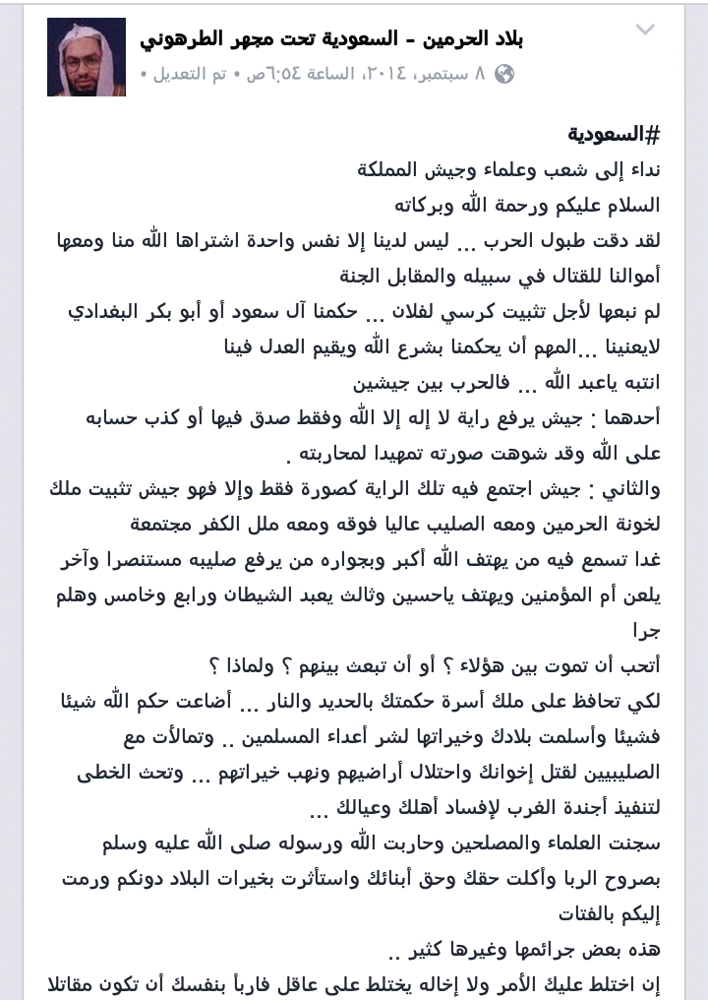 بلاد الحرمين - السعودية تحت مجهر الطرهوني
٨ سبتمبر، ٢٠١٤، الساعة ٦:٥٤ص • تم التعديل •
#السعودية
نداء إلى شعب وعلماء وجيش المملكة
السلام عليكم ورحمة الله وبركاته
لقد دقت طبول الحرب ... ليس لدينا إلا نفس واحدة اشتراها الله منا ومعها
أموالنا للقتال في سبيله والمقابل الجنة
لم نبعها لأجل تثبيت كرسي لفلان ... حكمنا آل سعود أو أبو بكر البغدادي
لايعنينا ...المهم أن يحكمنا بشرع الله ويقيم العدل فينا
انتبه ياعبد الله ... فالحرب بين جيشين
أحدهما : جيش يرفع راية لا إله إلا الله وفقط صدق فيها أو كذب حسابه
على الله وقد شوهت صورته تمهيدا لمحاربته .
والثاني : جيش اجتمع فيه تلك الراية كصورة فقط وإلا فهو جيش تثبيت ملك
لخونة الحرمين ومعه الصليب عاليا فوقه ومعه ملل الكفر مجتمعة
غدا تسمع فيه من يهتف الله أكبر وبجواره من يرفع صليبه مستنصرا وآخر
يلعن أم المؤمنين ويهتف ياحسين وثالث يعبد الشيطان ورابع وخامس وهلم
جرا
أتحب أن تموت بين هؤلاء ؟ أو أن تبعث بينهم ؟ ولماذا ؟
لكي تحافظ على ملك أسرة حكمتك بالحديد والنار ... أضاعت حكم الله شيئا
فشيئا وأسلمت بلادك وخيراتها لشر أعداء المسلمين .. وتمالأت مع
الصليبيين لقتل إخوانك واحتلال أراضيهم ونهب خيراتهم ... وتحث الخطى
لتنفيذ أجندة الغرب لإفساد أهلك وعيالك ...
سجنت العلماء والمصلحين وحاربت الله ورسوله صلى الله عليه وسلم
بصروح الربا وأكلت حقك وحق أبنائك واستأثرت بخيرات البلاد دونكم ورمت
إليكم بالفتات
هذه بعض جرائمها وغيرها كثير ..
إن اختلط عليك الأمر ولا إخاله يختلط على عاقل فاربأ بنفسك أن تكون مقاتلا